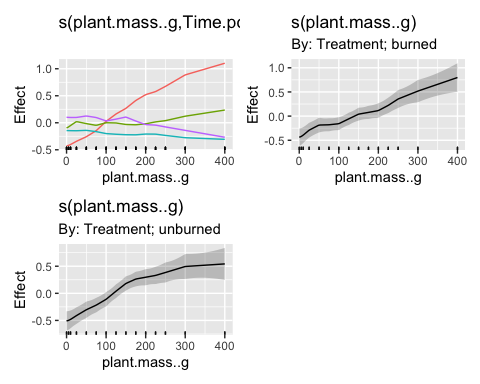 s(plant.mass..g,Time.po
Effect
1.0
0.5
0.0
-0.5
0
100
200
300
400
plant.mass..g
s(plant.mass..g)
By: Treatment; burned
Effect
1.0
0.5
0.0
-0.5
0
100
200
300
400
plant.mass..g
s(plant.mass..g)
By: Treatment; unburned
Effect
0.5
0.0
-0.5
0
100
200
300
400
plant.mass..g